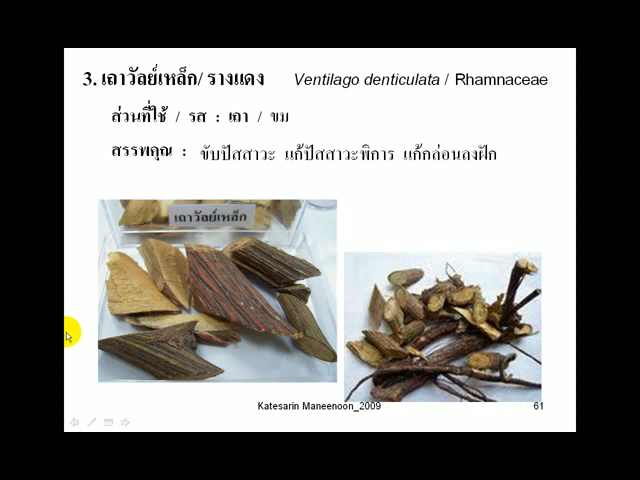 3. เถาวัลย์เหล็ก/ รางแดง Ventilago denticulata / Rhamnaceae
ส่วนที่ใช้ / รส : เถา / ขม
สรรพคุณ : ขับปัสสาวะ แก้ปัสสาวะพิการ แก้กล่อนลงฝัก
เถาวัลย์เหล็ก
Katesarin Maneenoon_2009 61